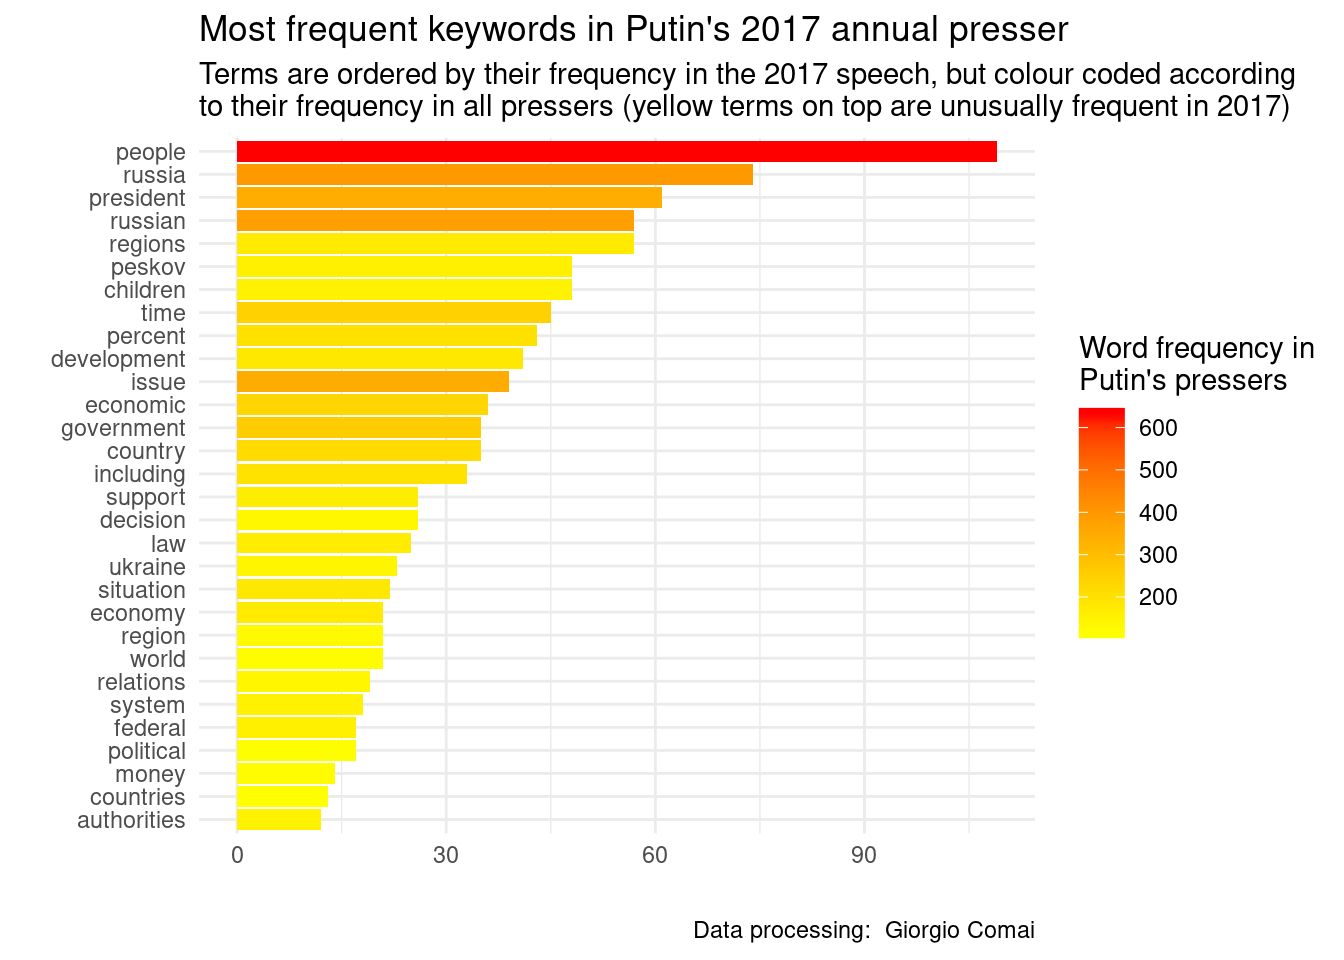 Most frequent keywords in Putin's 2017 annual presser
Terms are ordered by their frequency in the 2017 speech, but colour coded according
to their frequency in all pressers (yellow terms on top are unusually frequent in 2017)
people
russia
president
russian
regions
peskov
children
time
percent
development
issue
economic
government
country
including
support
decision
law
ukraine
situation
economy
region
world
relations
system
federal
political
money
countries
authorities
0 30 60 90
Word frequency in
Putin's pressers
600
500
400
300
200
Data processing:  Giorgio Comai